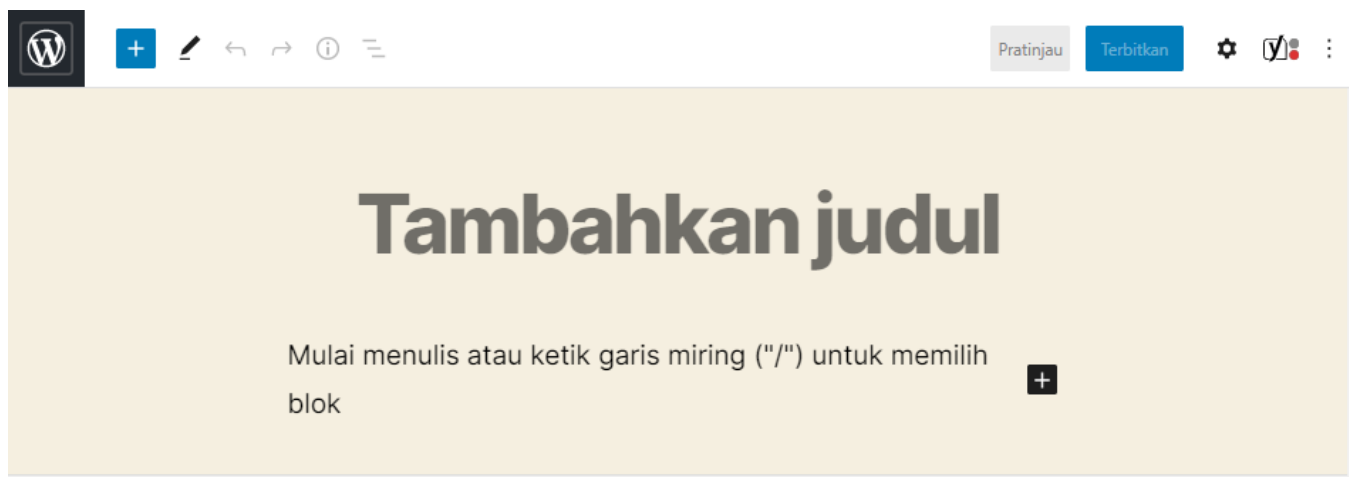 Pratinjau
Terbitkan
Tambahkan judul
Mulai menulis atau ketik garis miring ("/") untuk memilih
blok